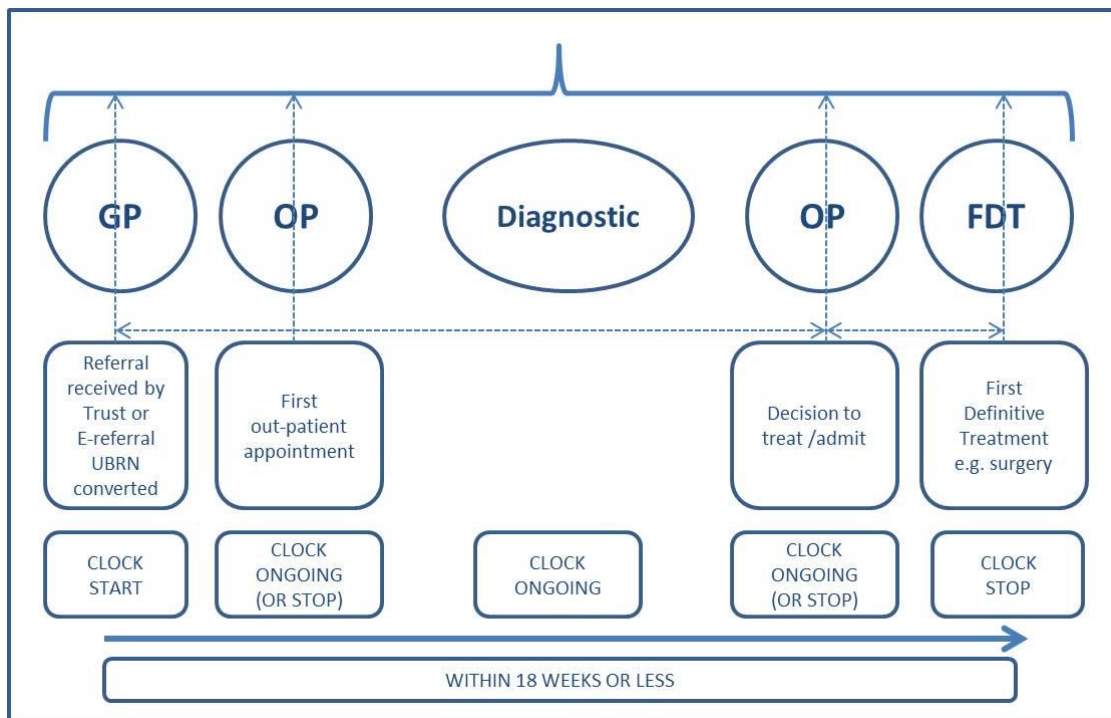 GP
OP
Diagnostic
OP
FDT
Referral
received by
Trust or
E-referral
UBRN
converted
First
out-patient
appointment
Decision to
treat /admit
First
Definitive
Treatment
e.g. surgery
CLOCK
START
CLOCK
ONGOING
(OR STOP)
CLOCK
ONGOING
CLOCK
ONGOING
(OR STOP)
CLOCK
STOP
WITHIN 18 WEEKS OR LESS